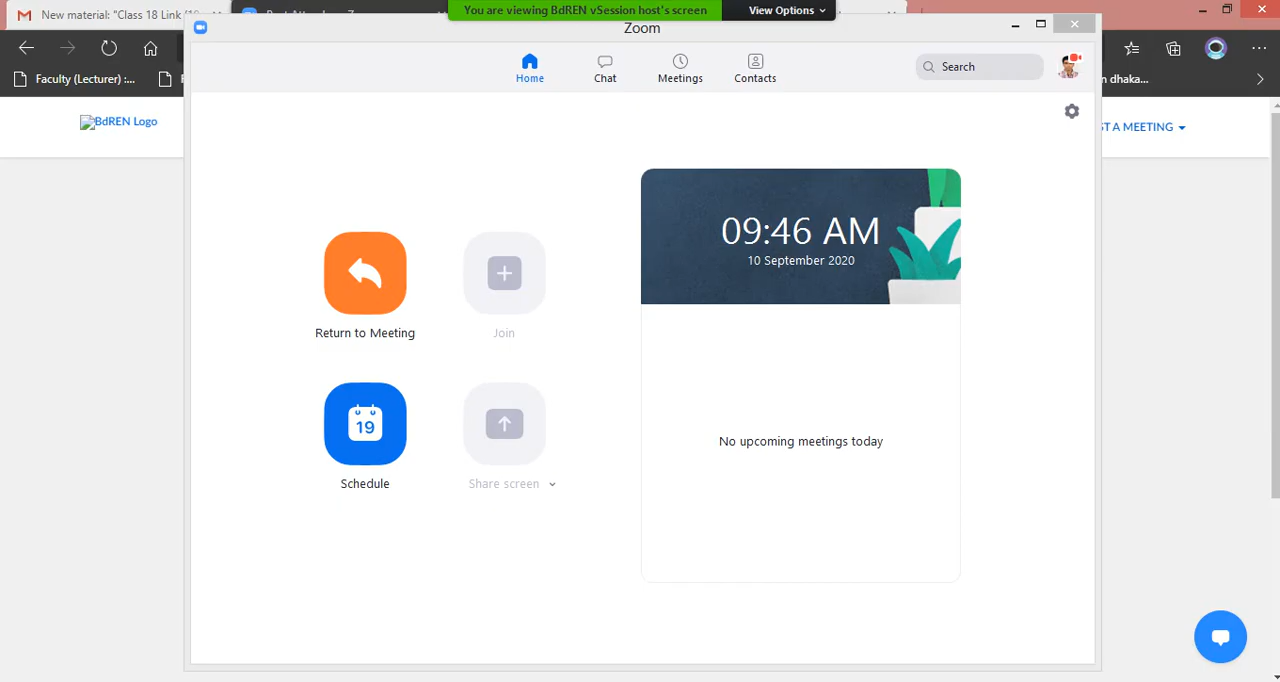 New material: "Class 18 Link
You are viewing BdREN vSession host's screen
View Options
Zoom
Faculty (Lecturer) :...
Home
Chat
Meetings
Contacts
Search
n dhaka...
BdREN Logo
ST A MEETING
09:46 AM
10 September 2020
Return to Meeting
Join
No upcoming meetings today
19
Schedule
Share screen